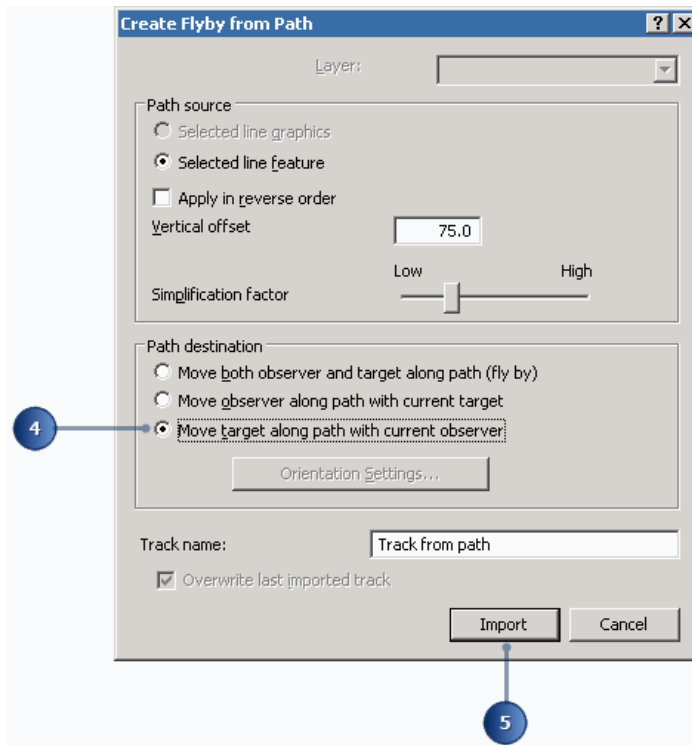 Create Flyby from Path
Layer:
Path source
Selected line graphics
Selected line feature
Apply in reverse order
Vertical offset 75.0
Low High
Simplification factor
Path destination
Move both observer and target along path (fly by)
Move observer along path with current target
4 Move target along path with current observer
Orientation Settings...
Track name: Track from path
Overwrite last imported track
Import Cancel
5